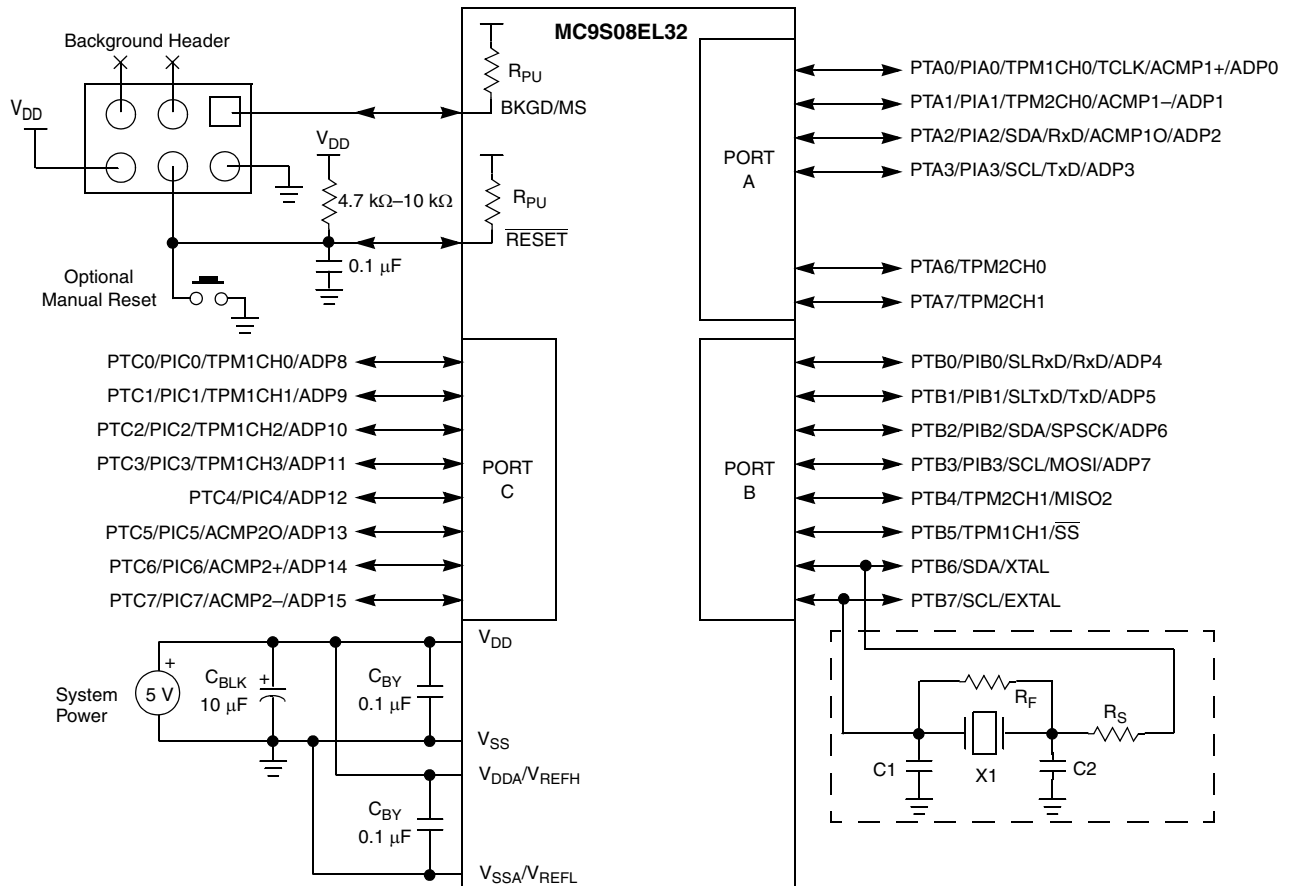 MC9S08EL32
Background Header
V_DD
R_PU
BKGD/MS
V_DD
4.7 kΩ–10 kΩ
R_PU
R̅E̅S̅E̅T̅
0.1 μF
Optional
Manual Reset
PORT
A
PTA0/PIA0/TPM1CH0/TCLK/ACMP1+/ADP0
PTA1/PIA1/TPM2CH0/ACMP1–/ADP1
PTA2/PIA2/SDA/RxD/ACMP1O/ADP2
PTA3/PIA3/SCL/TxD/ADP3
PTA6/TPM2CH0
PTA7/TPM2CH1
PTC0/PIC0/TPM1CH0/ADP8
PTC1/PIC1/TPM1CH1/ADP9
PTC2/PIC2/TPM1CH2/ADP10
PTC3/PIC3/TPM1CH3/ADP11
PTC4/PIC4/ADP12
PTC5/PIC5/ACMP2O/ADP13
PTC6/PIC6/ACMP2+/ADP14
PTC7/PIC7/ACMP2–/ADP15
PORT
C
PORT
B
PTB0/PIB0/SLRxD/RxD/ADP4
PTB1/PIB1/SLTxD/TxD/ADP5
PTB2/PIB2/SDA/SPSCK/ADP6
PTB3/PIB3/SCL/MOSI/ADP7
PTB4/TPM2CH1/MISO2
PTB5/TPM1CH1/S̅S̅
PTB6/SDA/XTAL
PTB7/SCL/EXTAL
V_DD
System
Power
+
5 V
C_BLK +
10 μF
C_BY
0.1 μF
V_SS
V_DDA/V_REFH
C_BY
0.1 μF
V_SSA/V_REFL
R_F
R_S
C1
X1
C2